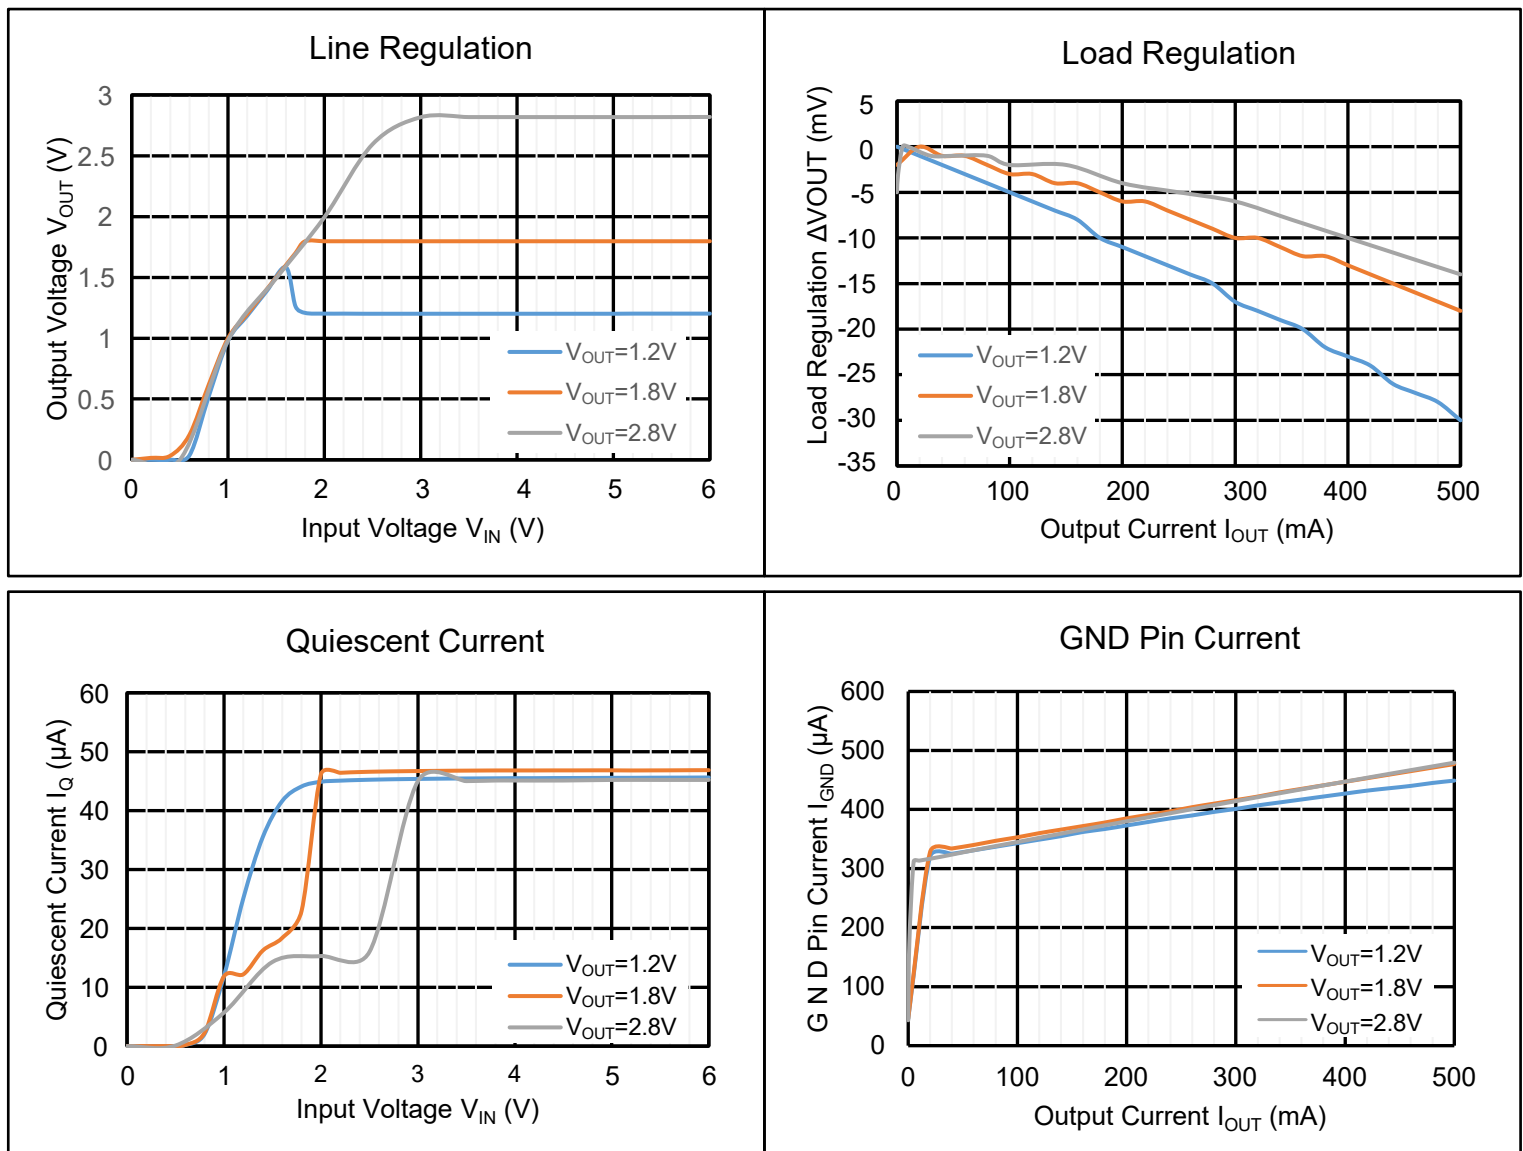 Line Regulation
Output Voltage VOUT (V)
3
2.5
2
1.5
1
0.5
0
0 1 2 3 4 5 6
Input Voltage VIN (V)
VOUT=1.2V
VOUT=1.8V
VOUT=2.8V
Load Regulation
Load Regulation ΔVOUT (mV)
5
0
-5
-10
-15
-20
-25
-30
-35
0 100 200 300 400 500
Output Current IOUT (mA)
VOUT=1.2V
VOUT=1.8V
VOUT=2.8V
Quiescent Current
Quiescent Current IQ (µA)
60
50
40
30
20
10
0
0 1 2 3 4 5 6
Input Voltage VIN (V)
VOUT=1.2V
VOUT=1.8V
VOUT=2.8V
GND Pin Current
G N D Pin Current IGND (µA)
600
500
400
300
200
100
0
0 100 200 300 400 500
Output Current IOUT (mA)
VOUT=1.2V
VOUT=1.8V
VOUT=2.8V